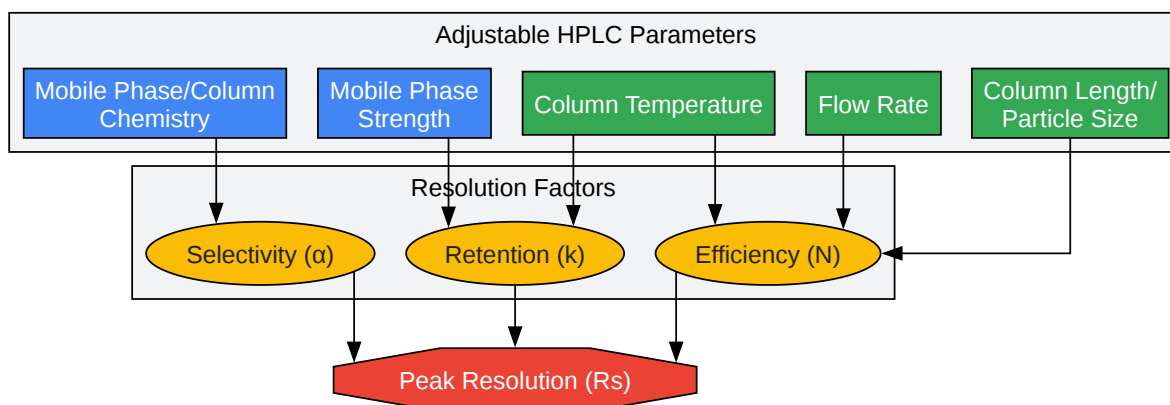 Adjustable HPLC Parameters
Mobile Phase/Column
Chemistry
Mobile Phase
Strength
Column Temperature
Flow Rate
Column Length/
Particle Size
Resolution Factors
Selectivity (α)
Retention (k)
Efficiency (N)
Peak Resolution (Rs)